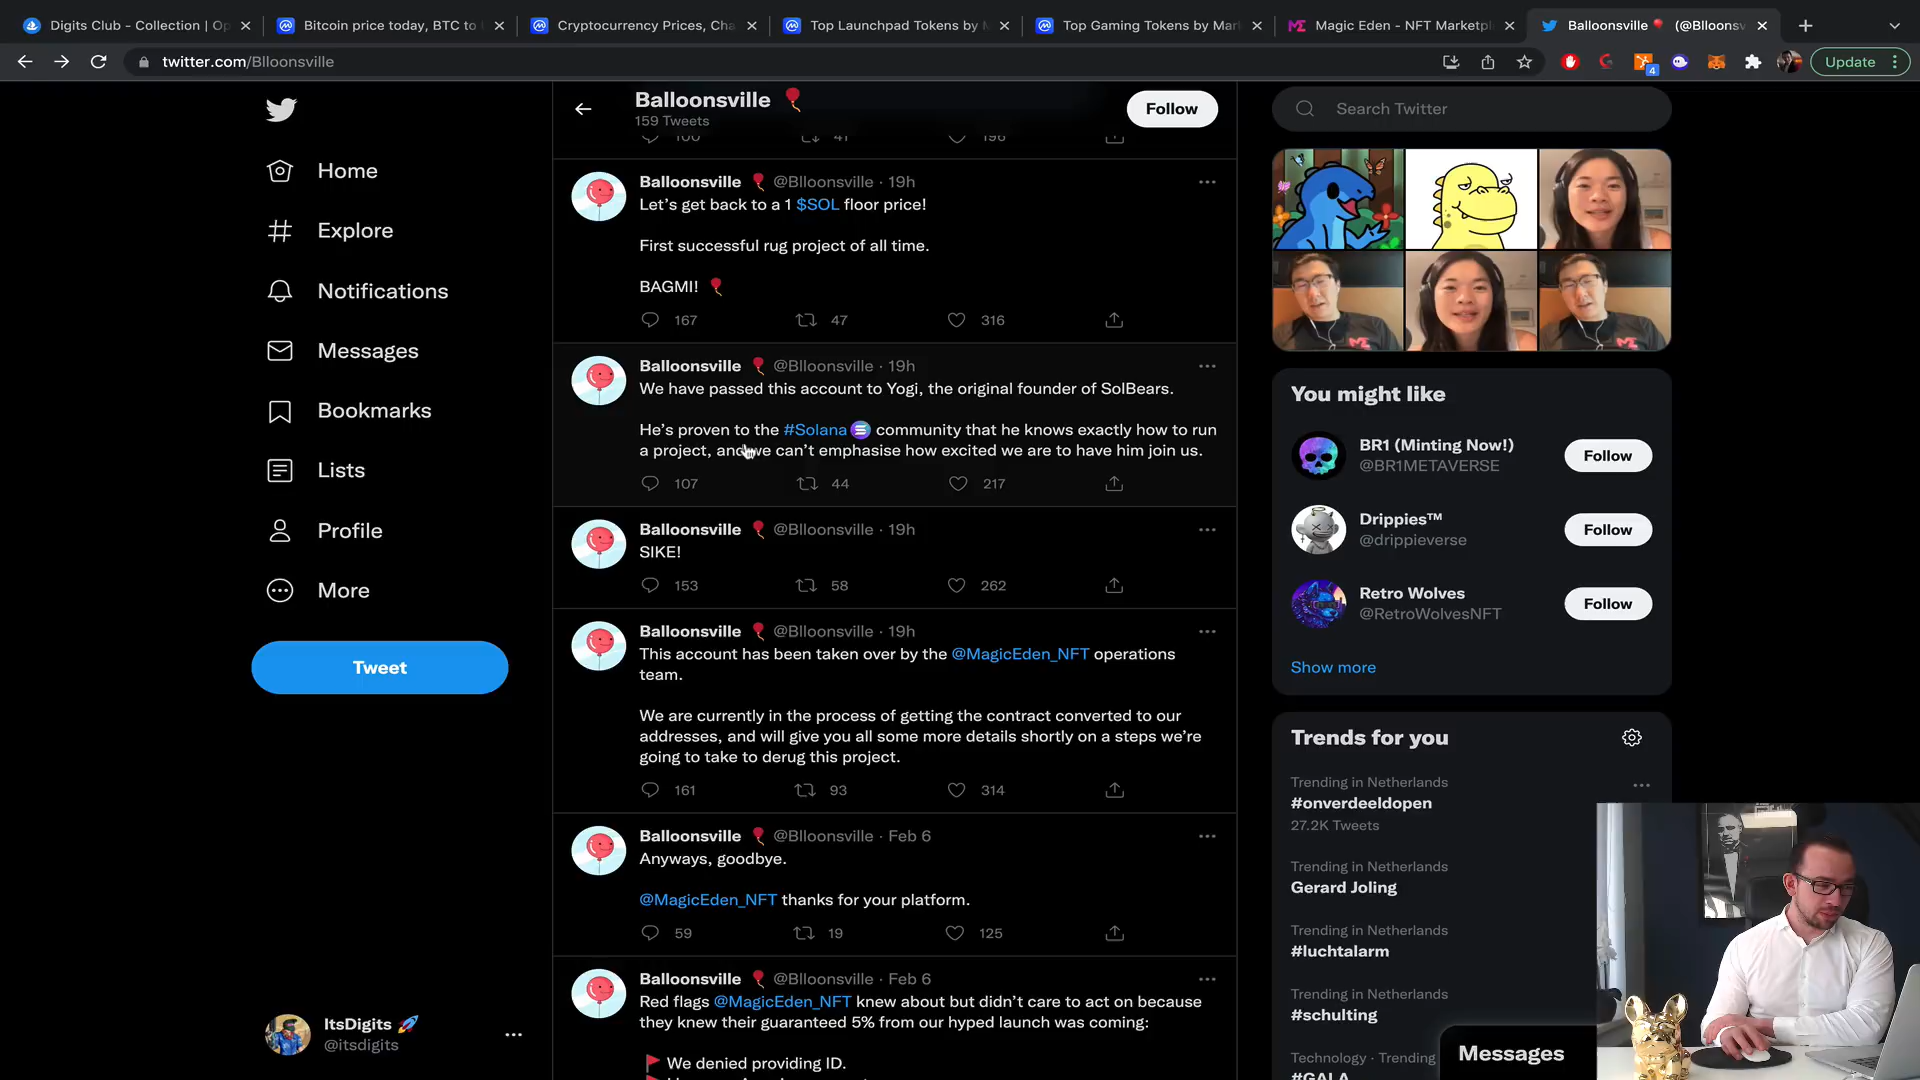 Digits Club - Collection | Op
Bitcoin price today, BTC to
Cryptocurrency Prices, Cha
Top Launchpad Tokens by M
Top Gaming Tokens by Mar
Magic Eden - NFT Marketpl
Balloonsville 🎈 (@Blloonsv
twitter.com/Blloonsville
4
Update
Home
Explore
Notifications
Messages
Bookmarks
Lists
Profile
More
Tweet
ItsDigits 🚀
@itsdigits
Balloonsville 🎈
159 Tweets
Follow
100 41 196
Balloonsville 🎈 @Blloonsville · 19h
Let's get back to a 1 $SOL floor price!
First successful rug project of all time.
BAGMI! 🎈
167 47 316
Balloonsville 🎈 @Blloonsville · 19h
We have passed this account to Yogi, the original founder of SolBears.
He's proven to the #Solana community that he knows exactly how to run
a project, and we can't emphasise how excited we are to have him join us.
107 44 217
Balloonsville 🎈 @Blloonsville · 19h
SIKE!
153 58 262
Balloonsville 🎈 @Blloonsville · 19h
This account has been taken over by the @MagicEden_NFT operations
team.
We are currently in the process of getting the contract converted to our
addresses, and will give you all some more details shortly on a steps we're
going to take to derug this project.
161 93 314
Balloonsville 🎈 @Blloonsville · Feb 6
Anyways, goodbye.
@MagicEden_NFT thanks for your platform.
59 19 125
Balloonsville 🎈 @Blloonsville · Feb 6
Red flags @MagicEden_NFT knew about but didn't care to act on because
they knew their guaranteed 5% from our hyped launch was coming:
🚩 We denied providing ID.
Search Twitter
You might like
BR1 (Minting Now!)
@BR1METAVERSE
Follow
Drippies™
@drippieverse
Follow
Retro Wolves
@RetroWolvesNFT
Follow
Show more
Trends for you
Trending in Netherlands
#onverdeeldopen
27.2K Tweets
Trending in Netherlands
Gerard Joling
Trending in Netherlands
#luchtalarm
Trending in Netherlands
#schulting
Technology · Trending
#GALA
Messages